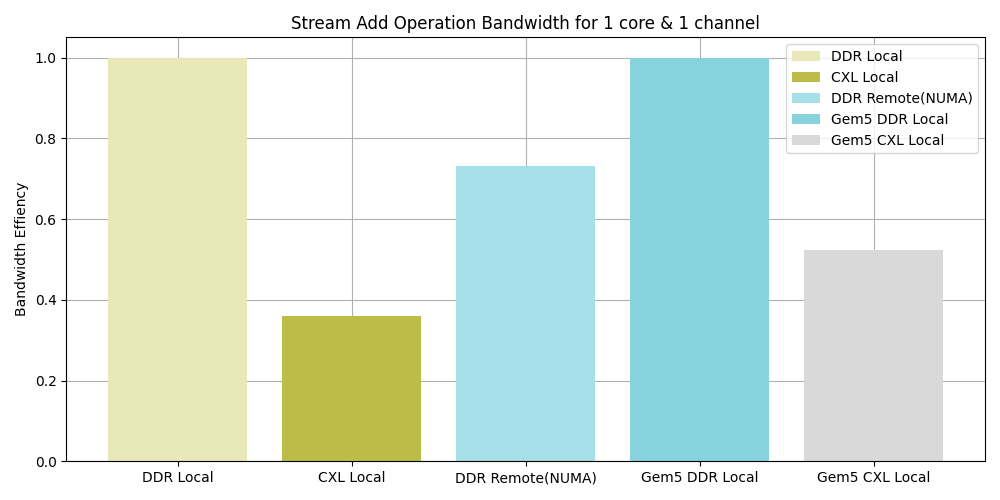 Stream Add Operation Bandwidth for 1 core & 1 channel
Bandwidth Effiency
1.0
0.8
0.6
0.4
0.2
0.0
DDR Local
CXL Local
DDR Remote(NUMA)
Gem5 DDR Local
Gem5 CXL Local
DDR Local
CXL Local
DDR Remote(NUMA)
Gem5 DDR Local
Gem5 CXL Local